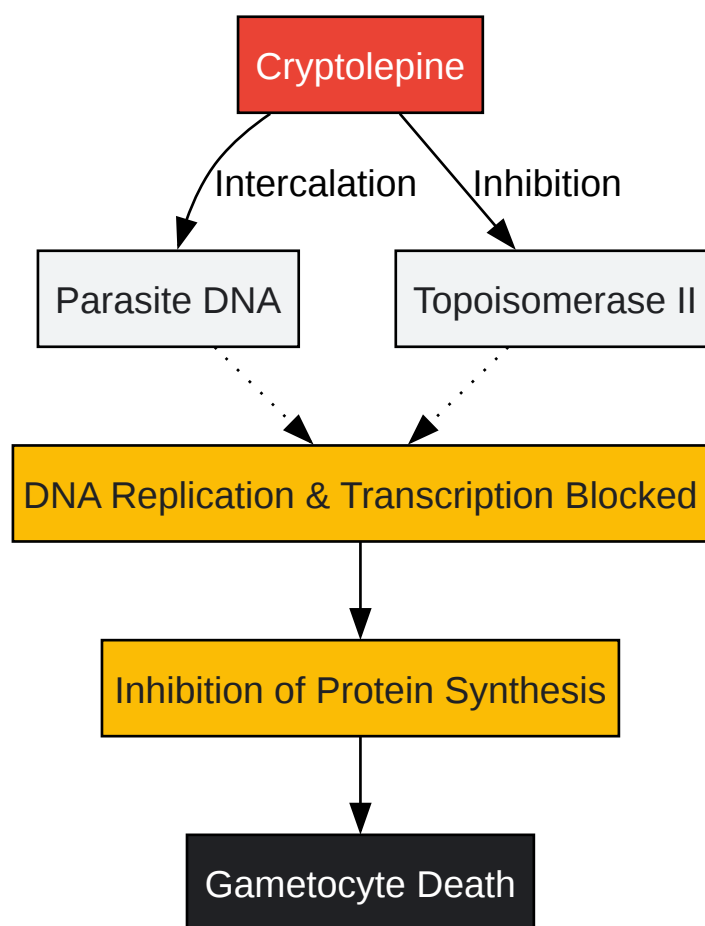 Cryptolepine
Intercalation
Inhibition
Parasite DNA
Topoisomerase II
DNA Replication & Transcription Blocked
Inhibition of Protein Synthesis
Gametocyte Death